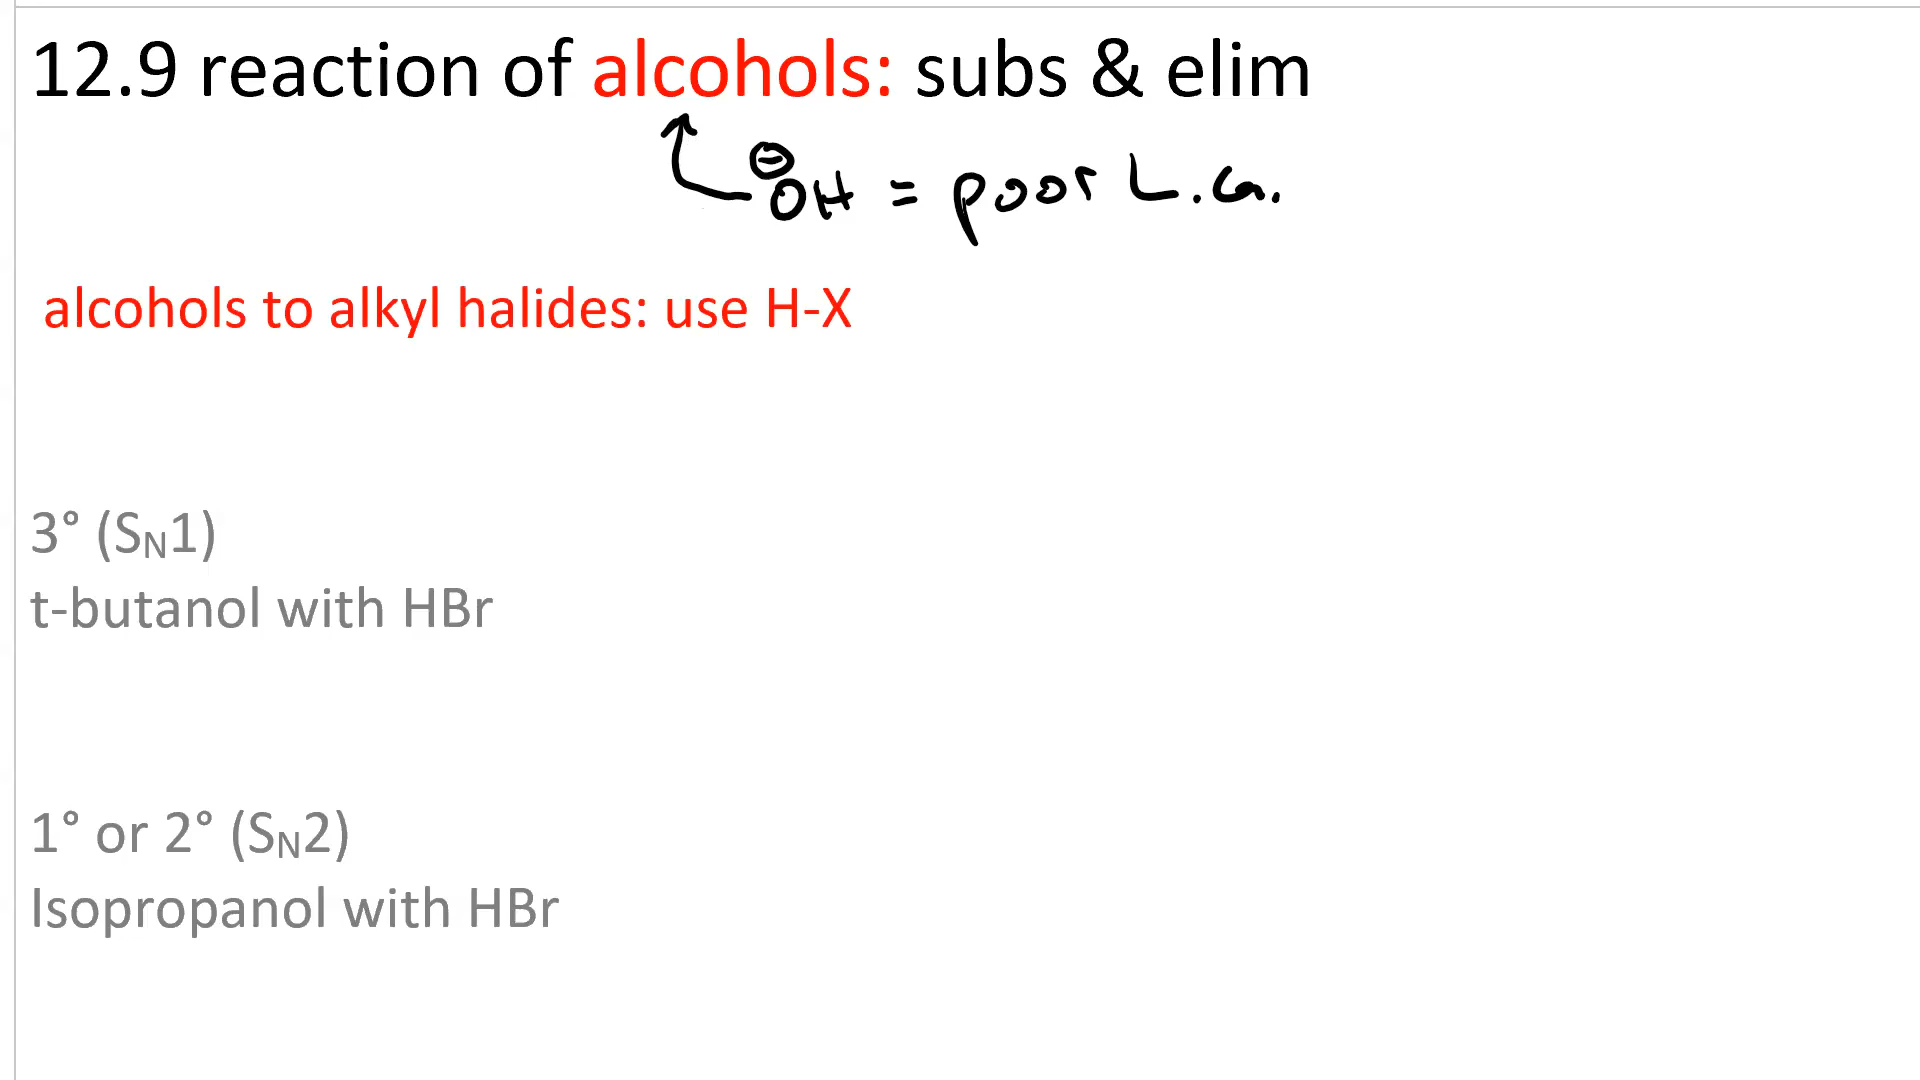 12.9 reaction of alcohols: subs & elim
⊖OH = poor L.G.
alcohols to alkyl halides: use H-X
3° (SN1)
t-butanol with HBr
1° or 2° (SN2)
Isopropanol with HBr